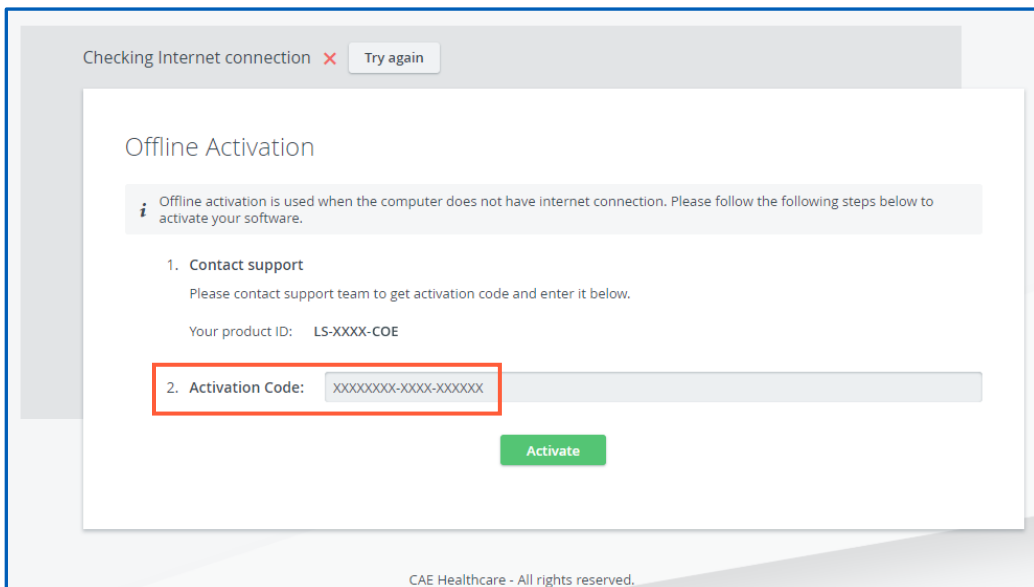 Checking Internet connection Try again
Offline Activation
i Offline activation is used when the computer does not have internet connection. Please follow the following steps below to
activate your software.
1. Contact support
Please contact support team to get activation code and enter it below.
Your product ID: LS-XXXX-COE
2. Activation Code: XXXXXXXX-XXXX-XXXXXX
Activate
CAE Healthcare - All rights reserved.